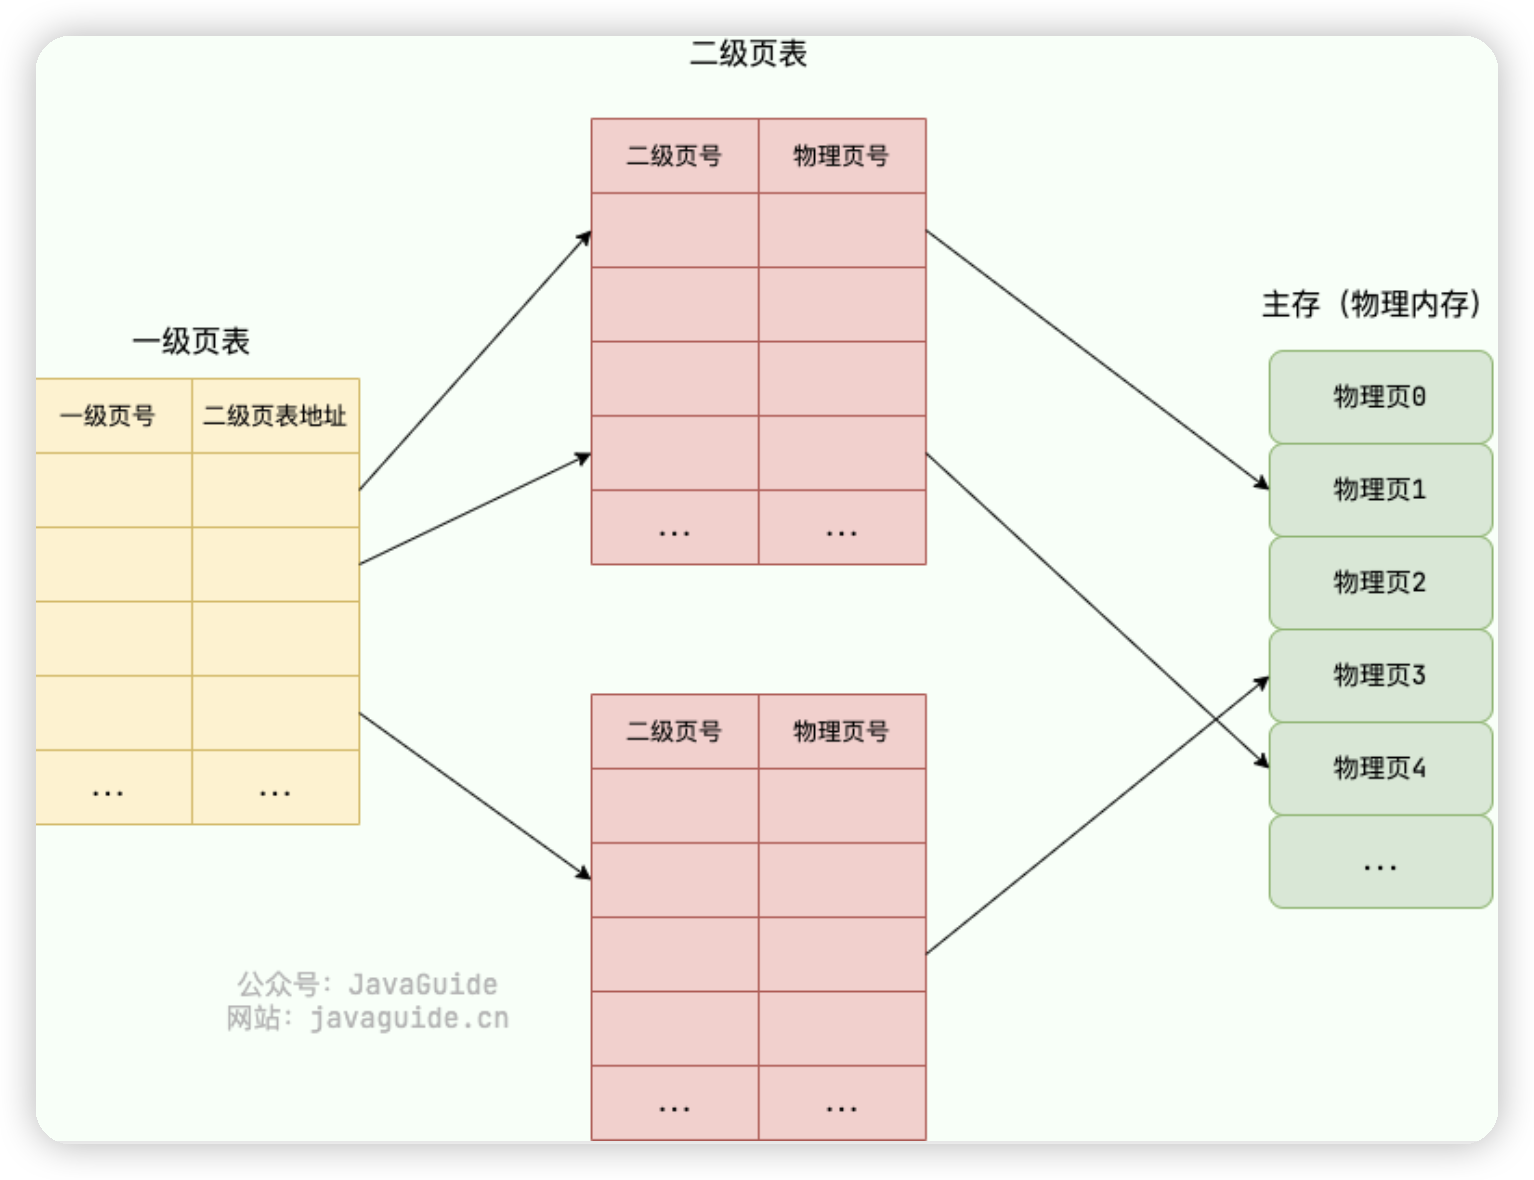 二级页表
二级页号 物理页号
... ...
一级页表
一级页号 二级页表地址
... ...
二级页号 物理页号
... ...
主存（物理内存）
物理页0
物理页1
物理页2
物理页3
物理页4
...
公众号：JavaGuide
网站：javaguide.cn